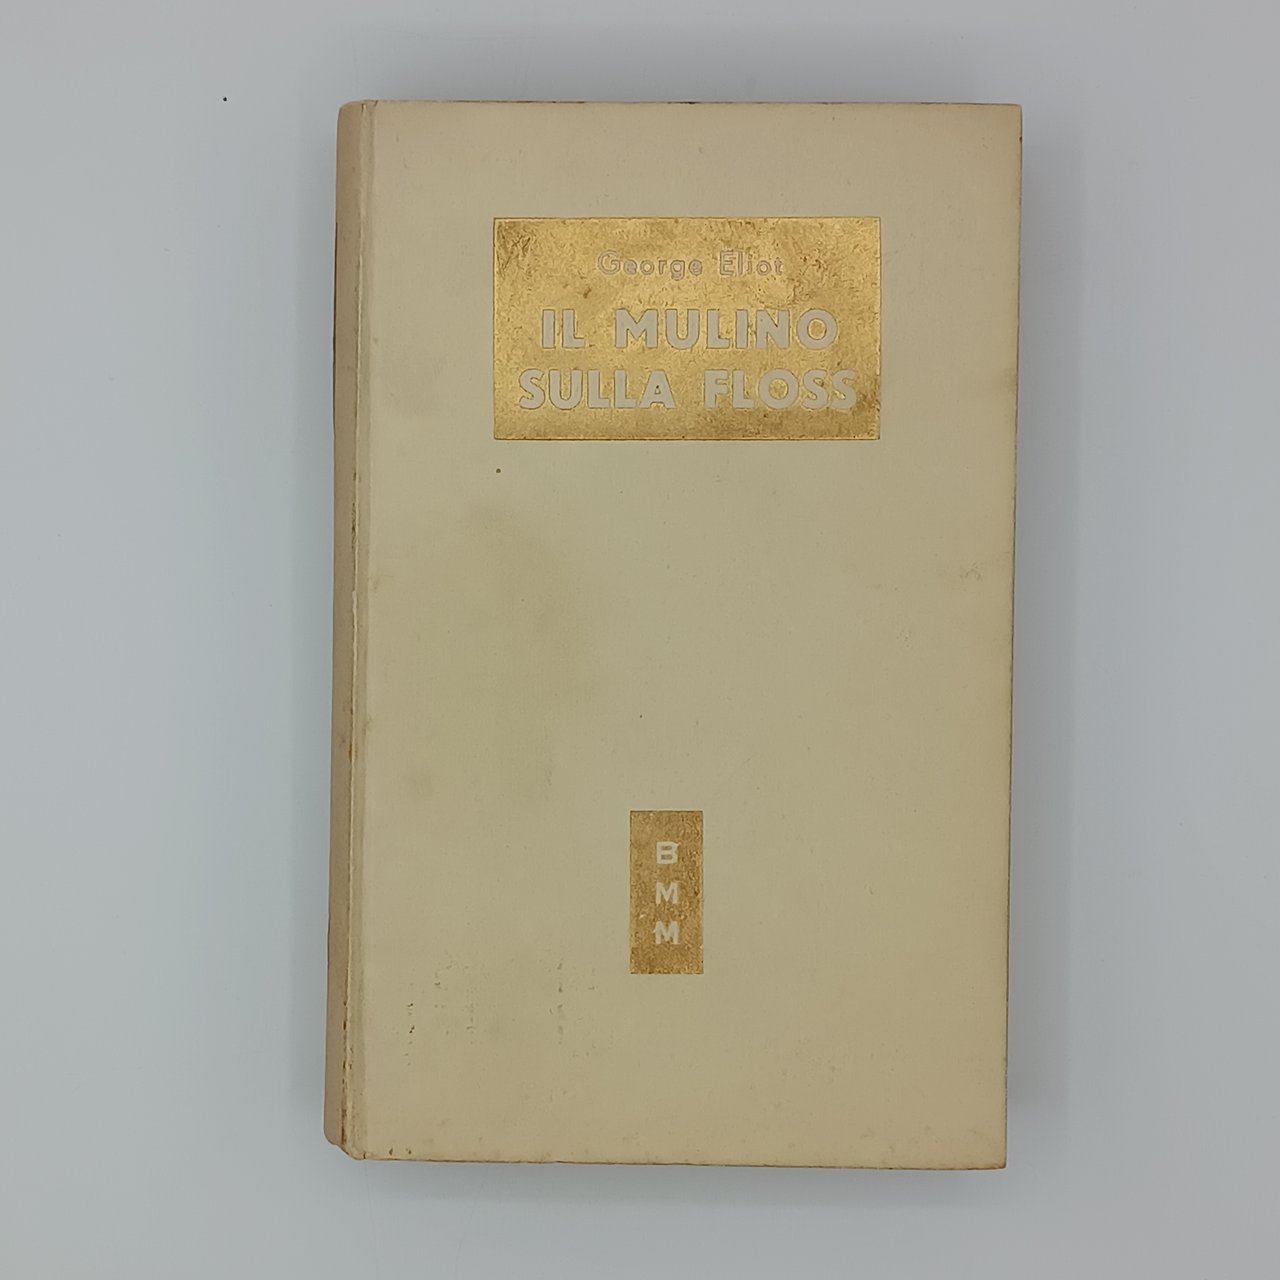 George Eliot
IL MULINO
SULLA FLOSS
B
M
M